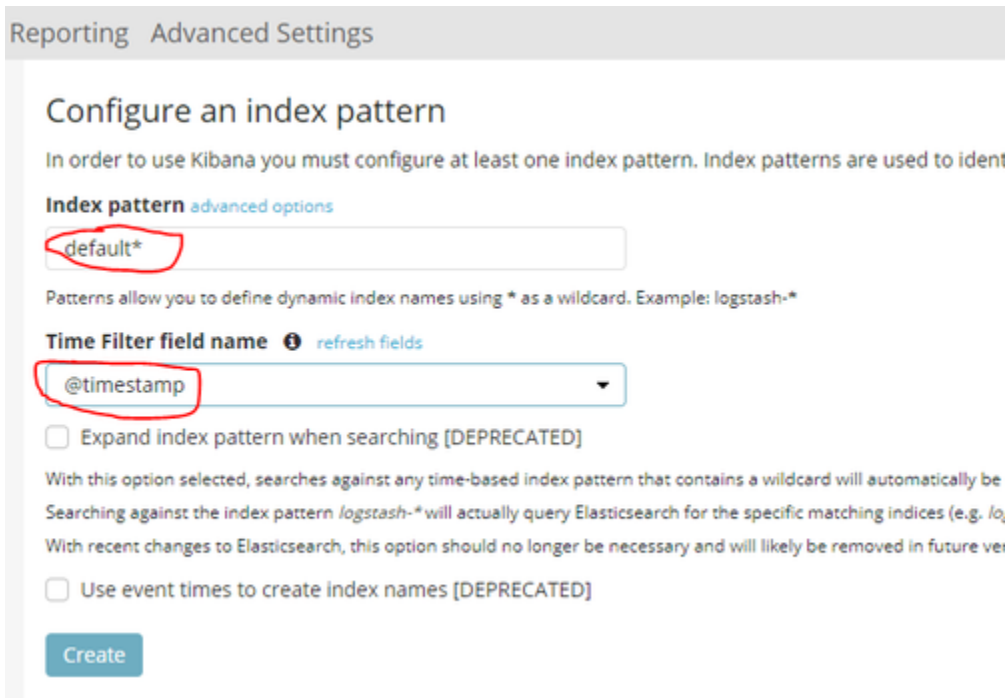 Reporting Advanced Settings
Configure an index pattern
In order to use Kibana you must configure at least one index pattern. Index patterns are used to ident
Index pattern advanced options
default*
Patterns allow you to define dynamic index names using * as a wildcard. Example: logstash-*
Time Filter field name refresh fields
@timestamp
Expand index pattern when searching [DEPRECATED]
With this option selected, searches against any time-based index pattern that contains a wildcard will automatically be
Searching against the index pattern logstash-* will actually query Elasticsearch for the specific matching indices (e.g. log
With recent changes to Elasticsearch, this option should no longer be necessary and will likely be removed in future ver
Use event times to create index names [DEPRECATED]
Create